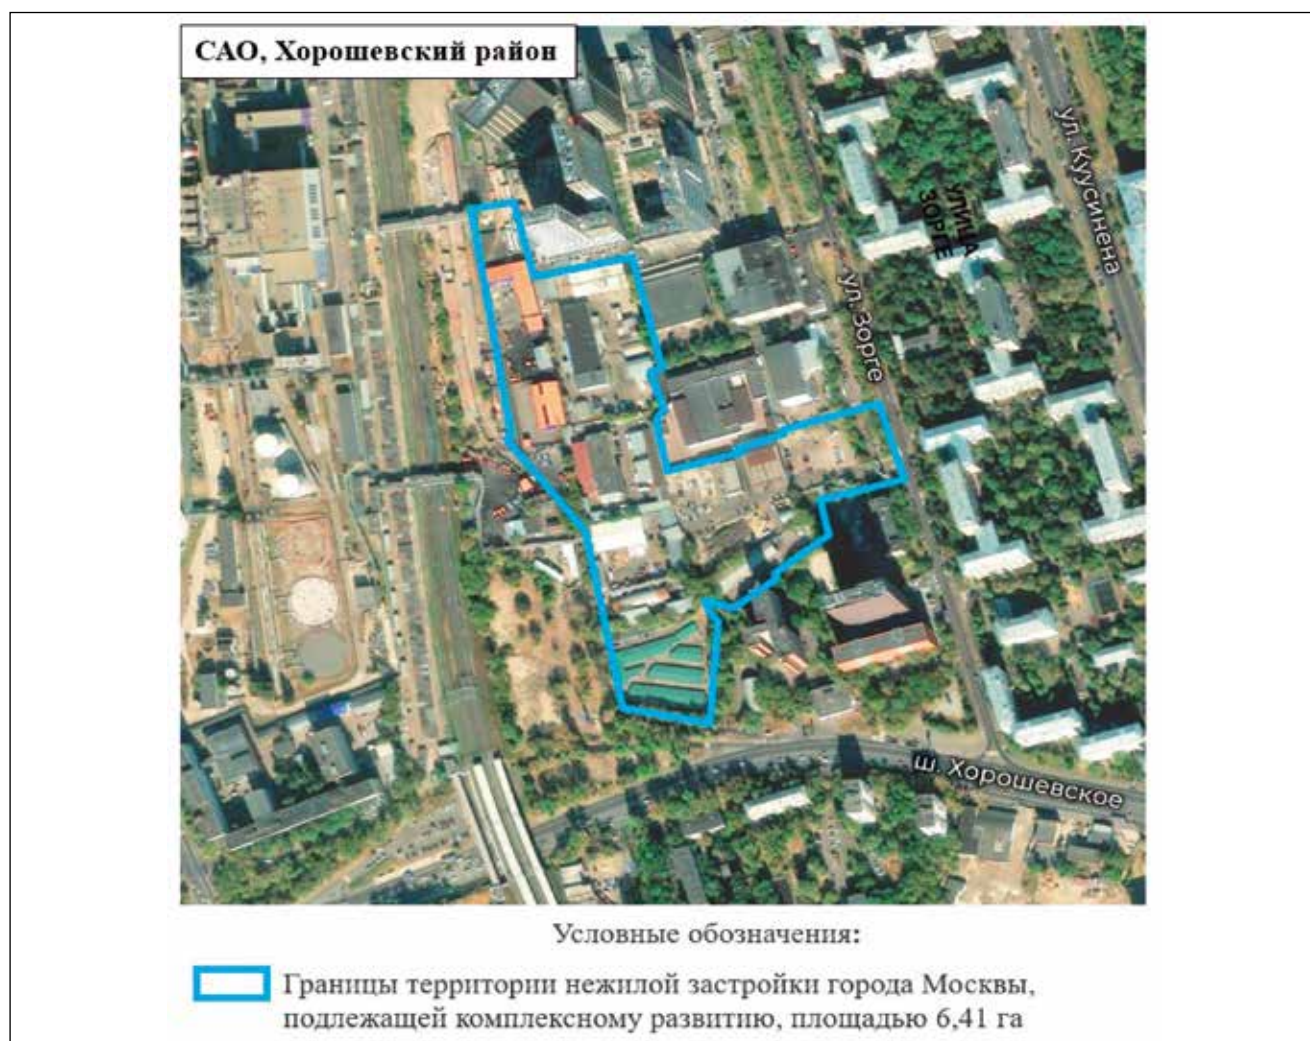 САО, Хорошевский район
ул. Куусинена
УЛИЦА
ЗОРГЕ
ул. Зорге
ш. Хорошевское
Условные обозначения:
Границы территории нежилой застройки города Москвы,
подлежащей комплексному развитию, площадью 6,41 га